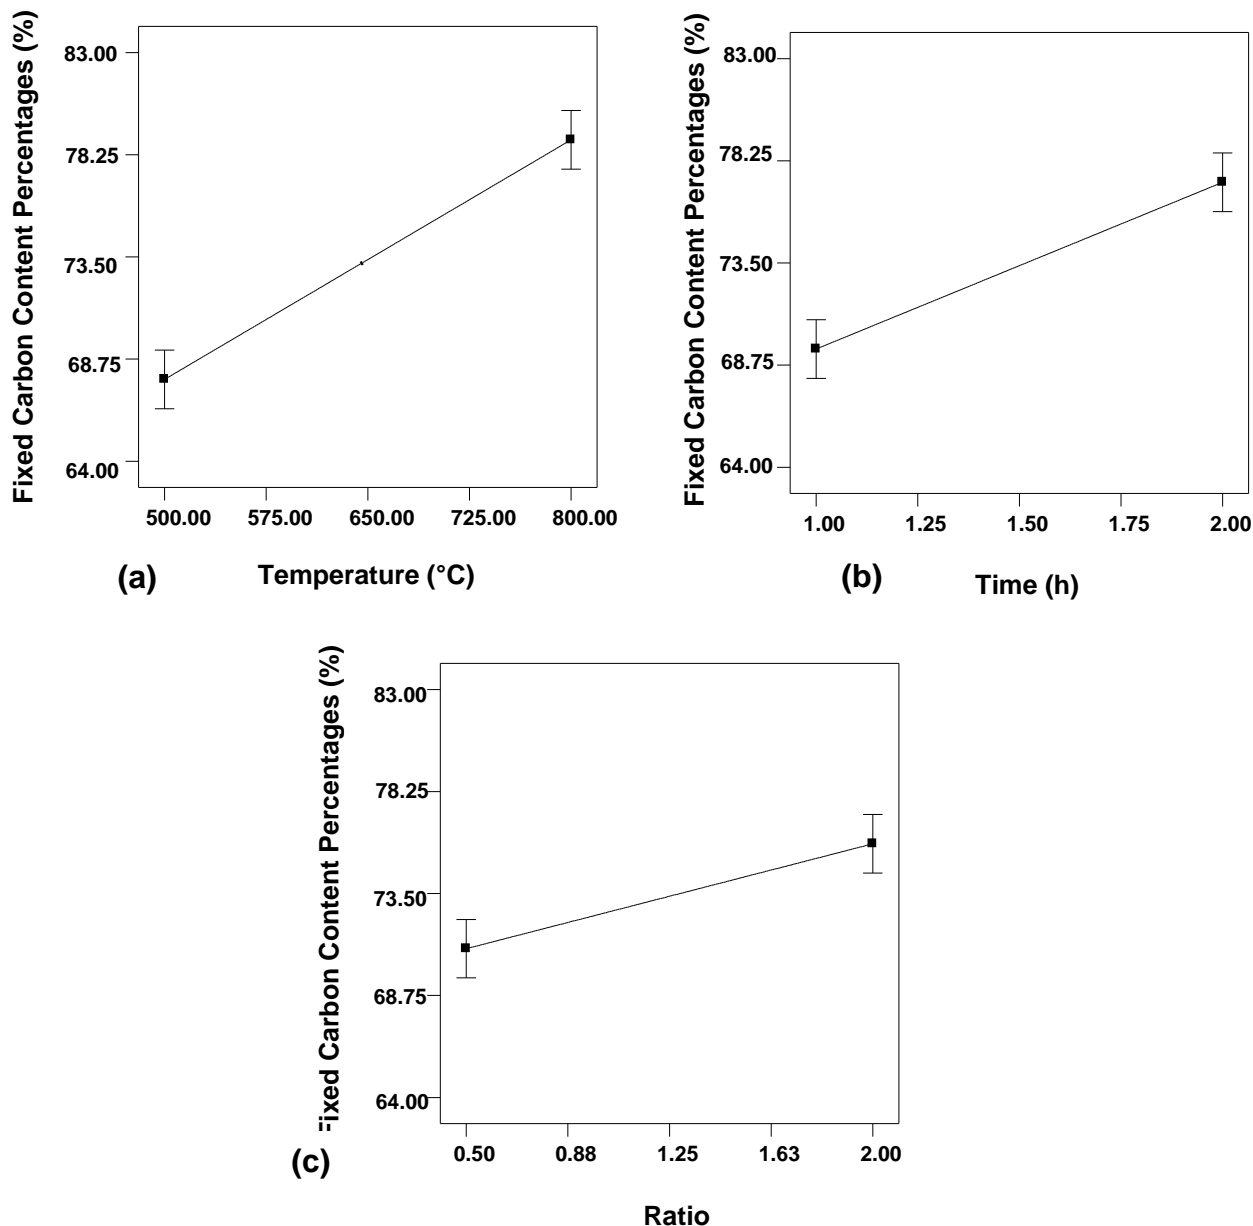 Fixed Carbon Content Percentages (%)
83.00
78.25
73.50
68.75
64.00
500.00 575.00 650.00 725.00 800.00
(a) Temperature (°C)
Fixed Carbon Content Percentages (%)
83.00
78.25
73.50
68.75
64.00
1.00 1.25 1.50 1.75 2.00
(b) Time (h)
Fixed Carbon Content Percentages (%)
83.00
78.25
73.50
68.75
64.00
0.50 0.88 1.25 1.63 2.00
(c)
Ratio